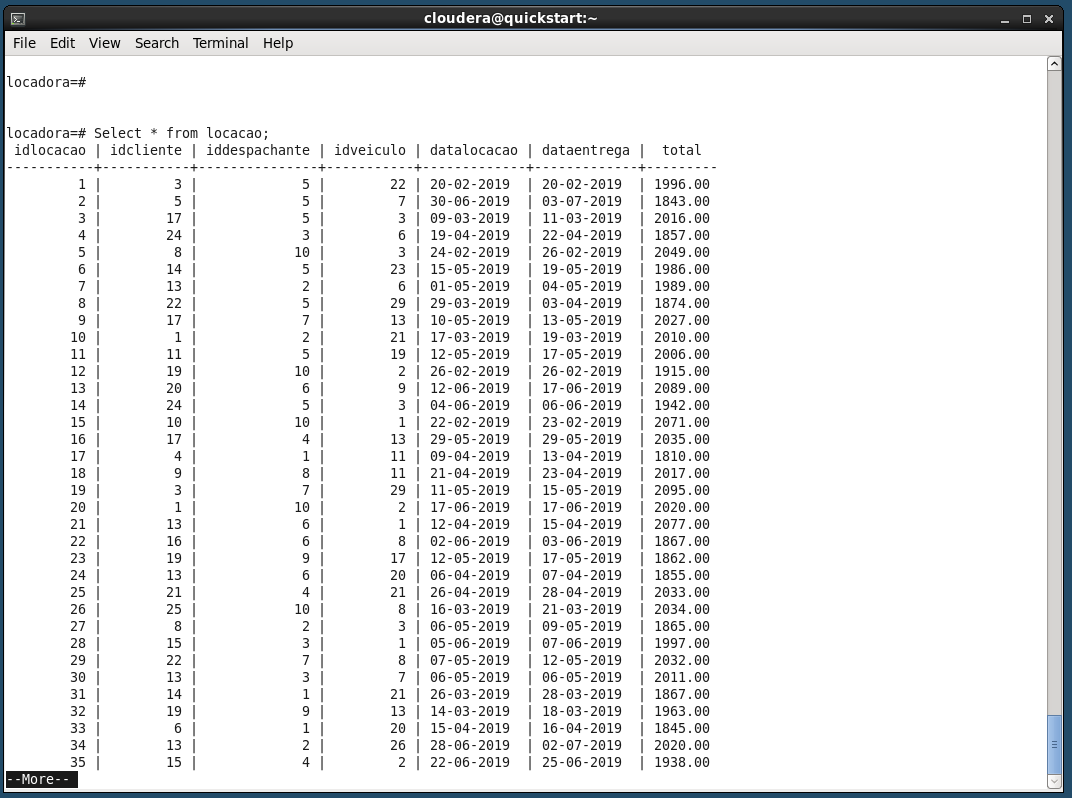 cloudera@quickstart:~
File Edit View Search Terminal Help
locadora=#
locadora=# Select * from locacao;
 idlocacao | idcliente | iddespachante | idveiculo | datalocacao | dataentrega |  total
-----------+-----------+---------------+-----------+-------------+-------------+---------
         1 |         3 |             5 |        22 | 20-02-2019  | 20-02-2019  | 1996.00
         2 |         5 |             5 |         7 | 30-06-2019  | 03-07-2019  | 1843.00
         3 |        17 |             5 |         3 | 09-03-2019  | 11-03-2019  | 2016.00
         4 |        24 |             3 |         6 | 19-04-2019  | 22-04-2019  | 1857.00
         5 |         8 |            10 |         3 | 24-02-2019  | 26-02-2019  | 2049.00
         6 |        14 |             5 |        23 | 15-05-2019  | 19-05-2019  | 1986.00
         7 |        13 |             2 |         6 | 01-05-2019  | 04-05-2019  | 1989.00
         8 |        22 |             5 |        29 | 29-03-2019  | 03-04-2019  | 1874.00
         9 |        17 |             7 |        13 | 10-05-2019  | 13-05-2019  | 2027.00
        10 |         1 |             2 |        21 | 17-03-2019  | 19-03-2019  | 2010.00
        11 |        11 |             5 |        19 | 12-05-2019  | 17-05-2019  | 2006.00
        12 |        19 |            10 |         2 | 26-02-2019  | 26-02-2019  | 1915.00
        13 |        20 |             6 |         9 | 12-06-2019  | 17-06-2019  | 2089.00
        14 |        24 |             5 |         3 | 04-06-2019  | 06-06-2019  | 1942.00
        15 |        10 |            10 |         1 | 22-02-2019  | 23-02-2019  | 2071.00
        16 |        17 |             4 |        13 | 29-05-2019  | 29-05-2019  | 2035.00
        17 |         4 |             1 |        11 | 09-04-2019  | 13-04-2019  | 1810.00
        18 |         9 |             8 |        11 | 21-04-2019  | 23-04-2019  | 2017.00
        19 |         3 |             7 |        29 | 11-05-2019  | 15-05-2019  | 2095.00
        20 |         1 |            10 |         2 | 17-06-2019  | 17-06-2019  | 2020.00
        21 |        13 |             6 |         1 | 12-04-2019  | 15-04-2019  | 2077.00
        22 |        16 |             6 |         8 | 02-06-2019  | 03-06-2019  | 1867.00
        23 |        19 |             9 |        17 | 12-05-2019  | 17-05-2019  | 1862.00
        24 |        13 |             6 |        20 | 06-04-2019  | 07-04-2019  | 1855.00
        25 |        21 |             4 |        21 | 26-04-2019  | 28-04-2019  | 2033.00
        26 |        25 |            10 |         8 | 16-03-2019  | 21-03-2019  | 2034.00
        27 |         8 |             2 |         3 | 06-05-2019  | 09-05-2019  | 1865.00
        28 |        15 |             3 |         1 | 05-06-2019  | 07-06-2019  | 1997.00
        29 |        22 |             7 |         8 | 07-05-2019  | 12-05-2019  | 2032.00
        30 |        13 |             3 |         7 | 06-05-2019  | 06-05-2019  | 2011.00
        31 |        14 |             1 |        21 | 26-03-2019  | 28-03-2019  | 1867.00
        32 |        19 |             9 |        13 | 14-03-2019  | 18-03-2019  | 1963.00
        33 |         6 |             1 |        20 | 15-04-2019  | 16-04-2019  | 1845.00
        34 |        13 |             2 |        26 | 28-06-2019  | 02-07-2019  | 2020.00
        35 |        15 |             4 |         2 | 22-06-2019  | 25-06-2019  | 1938.00
--More--